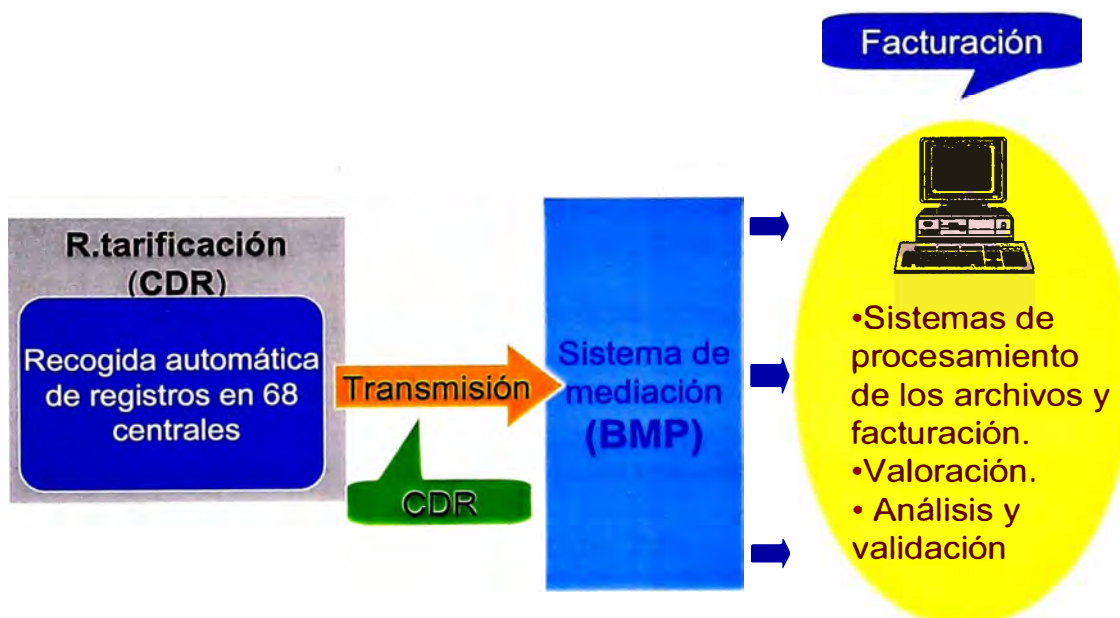 Facturación
R.tarificación
(CDR)
Recogida automática
de registros en 68
centrales
Transmisión
CDR
Sistema de
mediación
(BMP)
•Sistemas de
procesamiento
de los archivos y
facturación.
•Valoración.
• Análisis y
validación